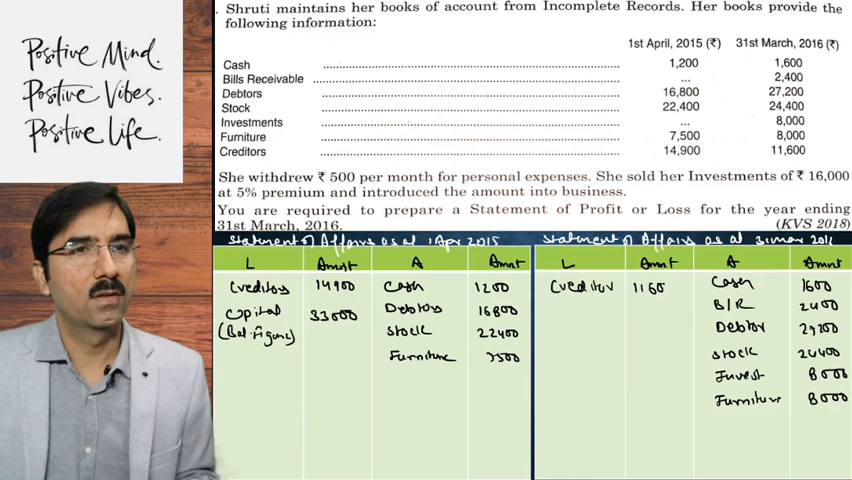 Positive Mind.
Positive Vibes.
Positive Life.
. Shruti maintains her books of account from Incomplete Records. Her books provide the
following information:
1st April, 2015 (₹) 31st March, 2016 (₹)
Cash 1,200 1,600
Bills Receivable ... 2,400
Debtors 16,800 27,200
Stock 22,400 24,400
Investments ... 8,000
Furniture 7,500 8,000
Creditors 14,900 11,600
She withdrew ₹ 500 per month for personal expenses. She sold her Investments of ₹ 16,000
at 5% premium and introduced the amount into business.
You are required to prepare a Statement of Profit or Loss for the year ending
31st March, 2016. (KVS 2018)
Statement of Affairs as at 1 Apr 2015
L Amnt A Amnt
Creditors 14900 Cash 1200
Capital 33000 Debtors 16800
(Bal. Figure) Stock 22400
Furniture 7500
Statement of Affairs as at 31 mar
L Amnt A Amnt
Creditor Cash 1600
B/R 2400
Debtor 27200
Stock 24400
Invest 8000
Furniture 8000